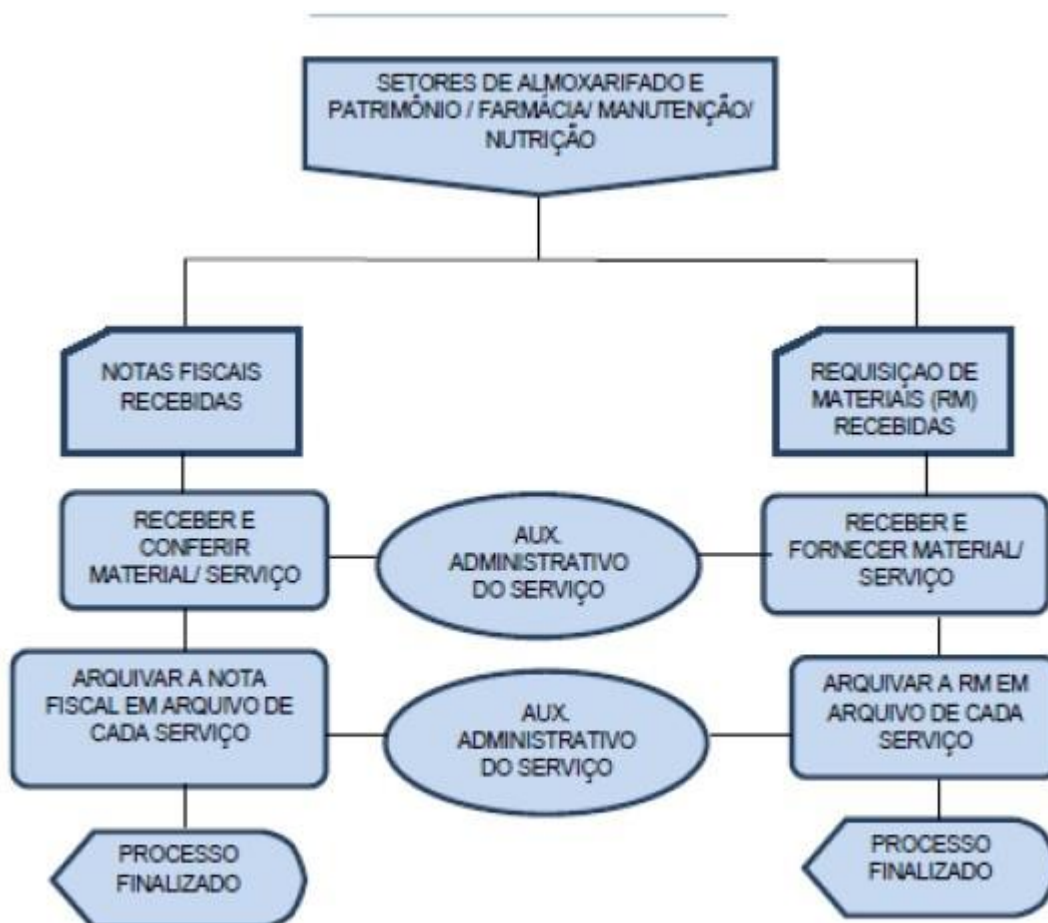 SETORES DE ALMOXARIFADO E
PATRIMÔNIO / FARMÁCIA/ MANUTENÇÃO/
NUTRIÇÃO
NOTAS FISCAIS
RECEBIDAS
REQUISIÇAO DE
MATERIAIS (RM)
RECEBIDAS
RECEBER E
CONFERIR
MATERIAL/ SERVIÇO
AUX.
ADMINISTRATIVO
DO SERVIÇO
RECEBER E
FORNECER MATERIAL/
SERVIÇO
ARQUIVAR A NOTA
FISCAL EM ARQUIVO DE
CADA SERVIÇO
AUX.
ADMINISTRATIVO
DO SERVIÇO
ARQUIVAR A RM EM
ARQUIVO DE CADA
SERVIÇO
PROCESSO
FINALIZADO
PROCESSO
FINALIZADO